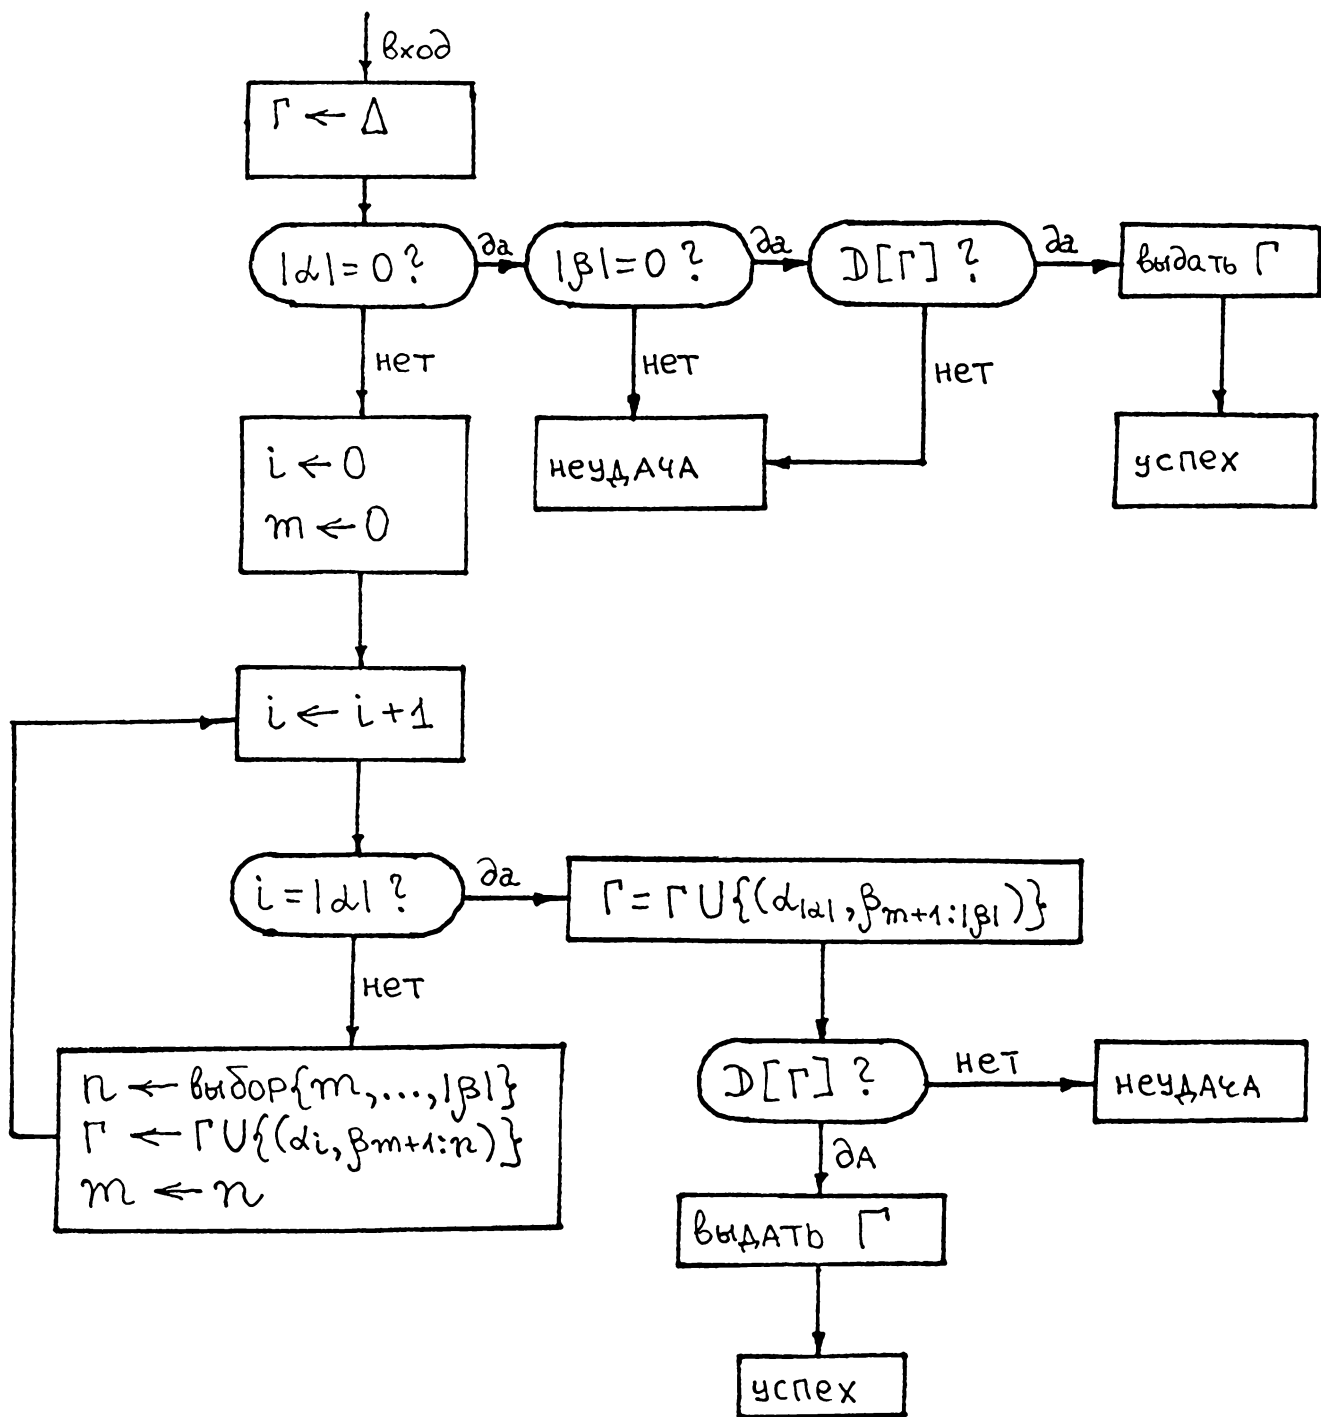 вход
Γ ← Δ
|α|=0?
да
|β|=0?
да
D[Γ]?
да
выдать Γ
нет
нет
нет
i ← 0
m ← 0
неудача
успех
i ← i+1
i=|α|?
да
Γ=Γ∪{(α|α|, βm+1:|β|)}
нет
n ← выбор{m,...,|β|}
Γ ← Γ∪{(αi, βm+1:n)}
m ← n
D[Γ]?
нет
неудача
да
выдать Γ
успех